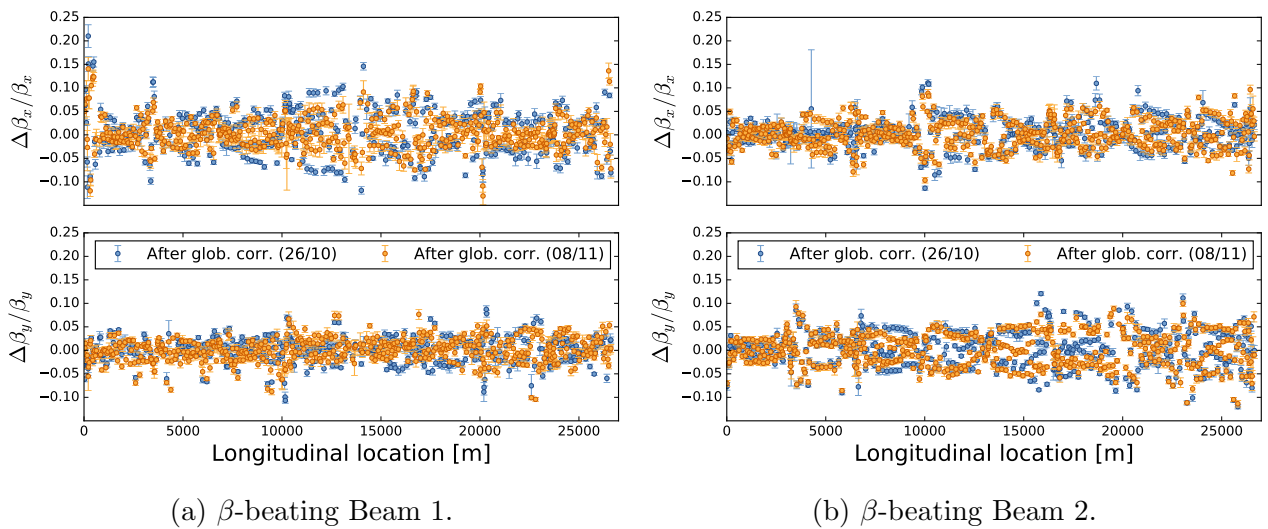 0.25
0.20
0.15
0.10
0.05
0.00
−0.05
−0.10
Δβx/βx
0.25
0.20
0.15
0.10
0.05
0.00
−0.05
−0.10
Δβy/βy
After glob. corr. (26/10) After glob. corr. (08/11)
0 5000 10000 15000 20000 25000
Longitudinal location [m]
(a) β-beating Beam 1.
0.25
0.20
0.15
0.10
0.05
0.00
−0.05
−0.10
Δβx/βx
0.25
0.20
0.15
0.10
0.05
0.00
−0.05
−0.10
Δβy/βy
After glob. corr. (26/10) After glob. corr. (08/11)
0 5000 10000 15000 20000 25000
Longitudinal location [m]
(b) β-beating Beam 2.